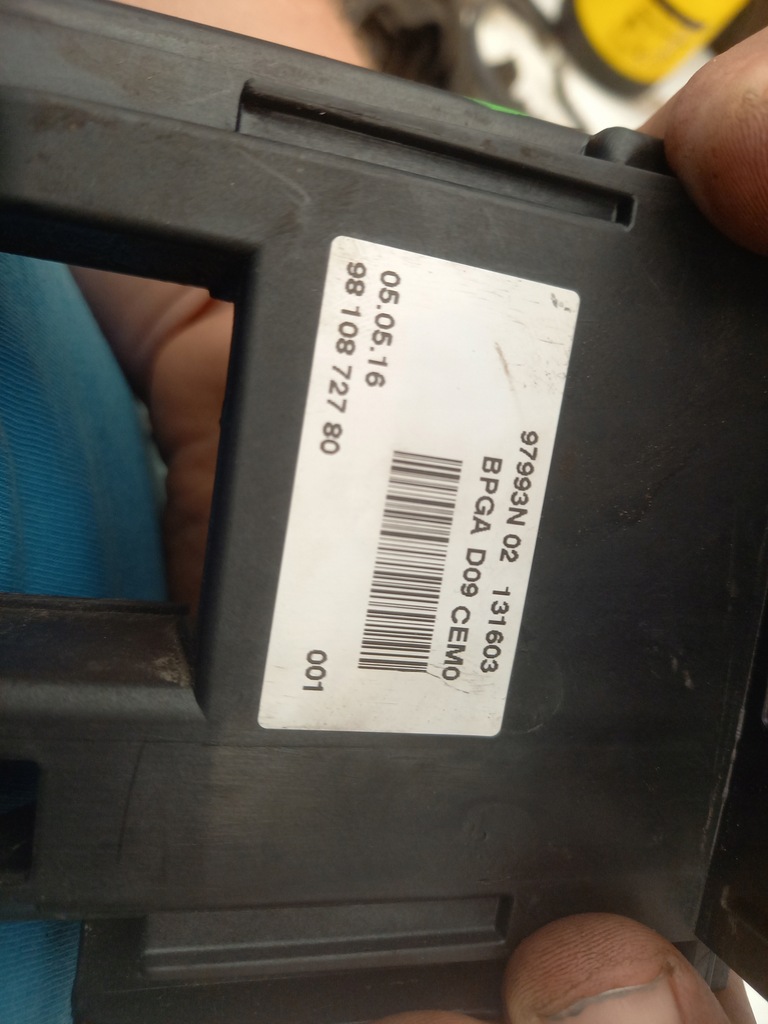 97993N 02 131603
BPGA D09 CEM0
05.05.16
98 108 727 80
001